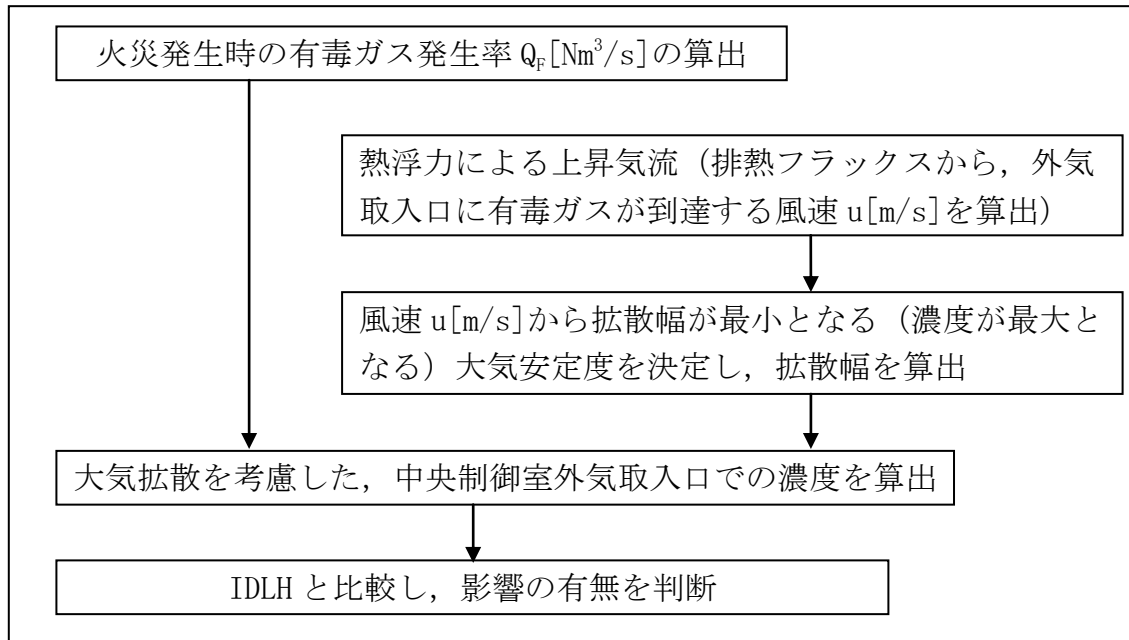 火災発生時の有毒ガス発生率 Q_F[Nm³/s]の算出
熱浮力による上昇気流（排熱フラックスから，外気
取入口に有毒ガスが到達する風速 u[m/s]を算出）
風速 u[m/s]から拡散幅が最小となる（濃度が最大と
なる）大気安定度を決定し，拡散幅を算出
大気拡散を考慮した，中央制御室外気取入口での濃度を算出
IDLH と比較し，影響の有無を判断